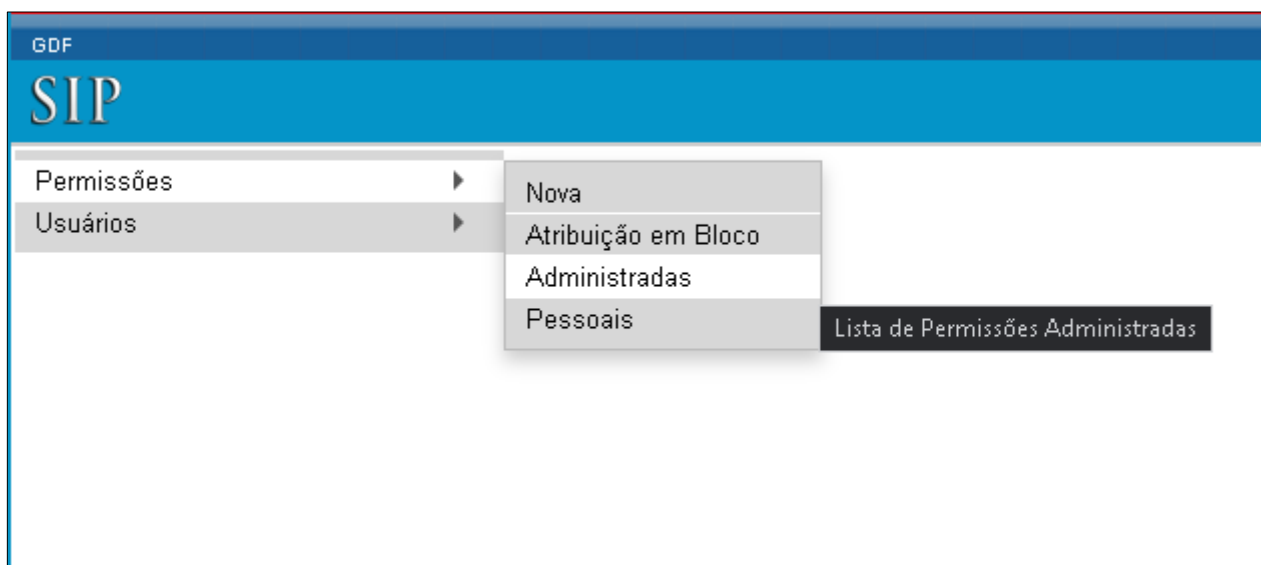 GDF
SIP
Permissões
Usuários
Nova
Atribuição em Bloco
Administradas
Pessoais
Lista de Permissões Administradas